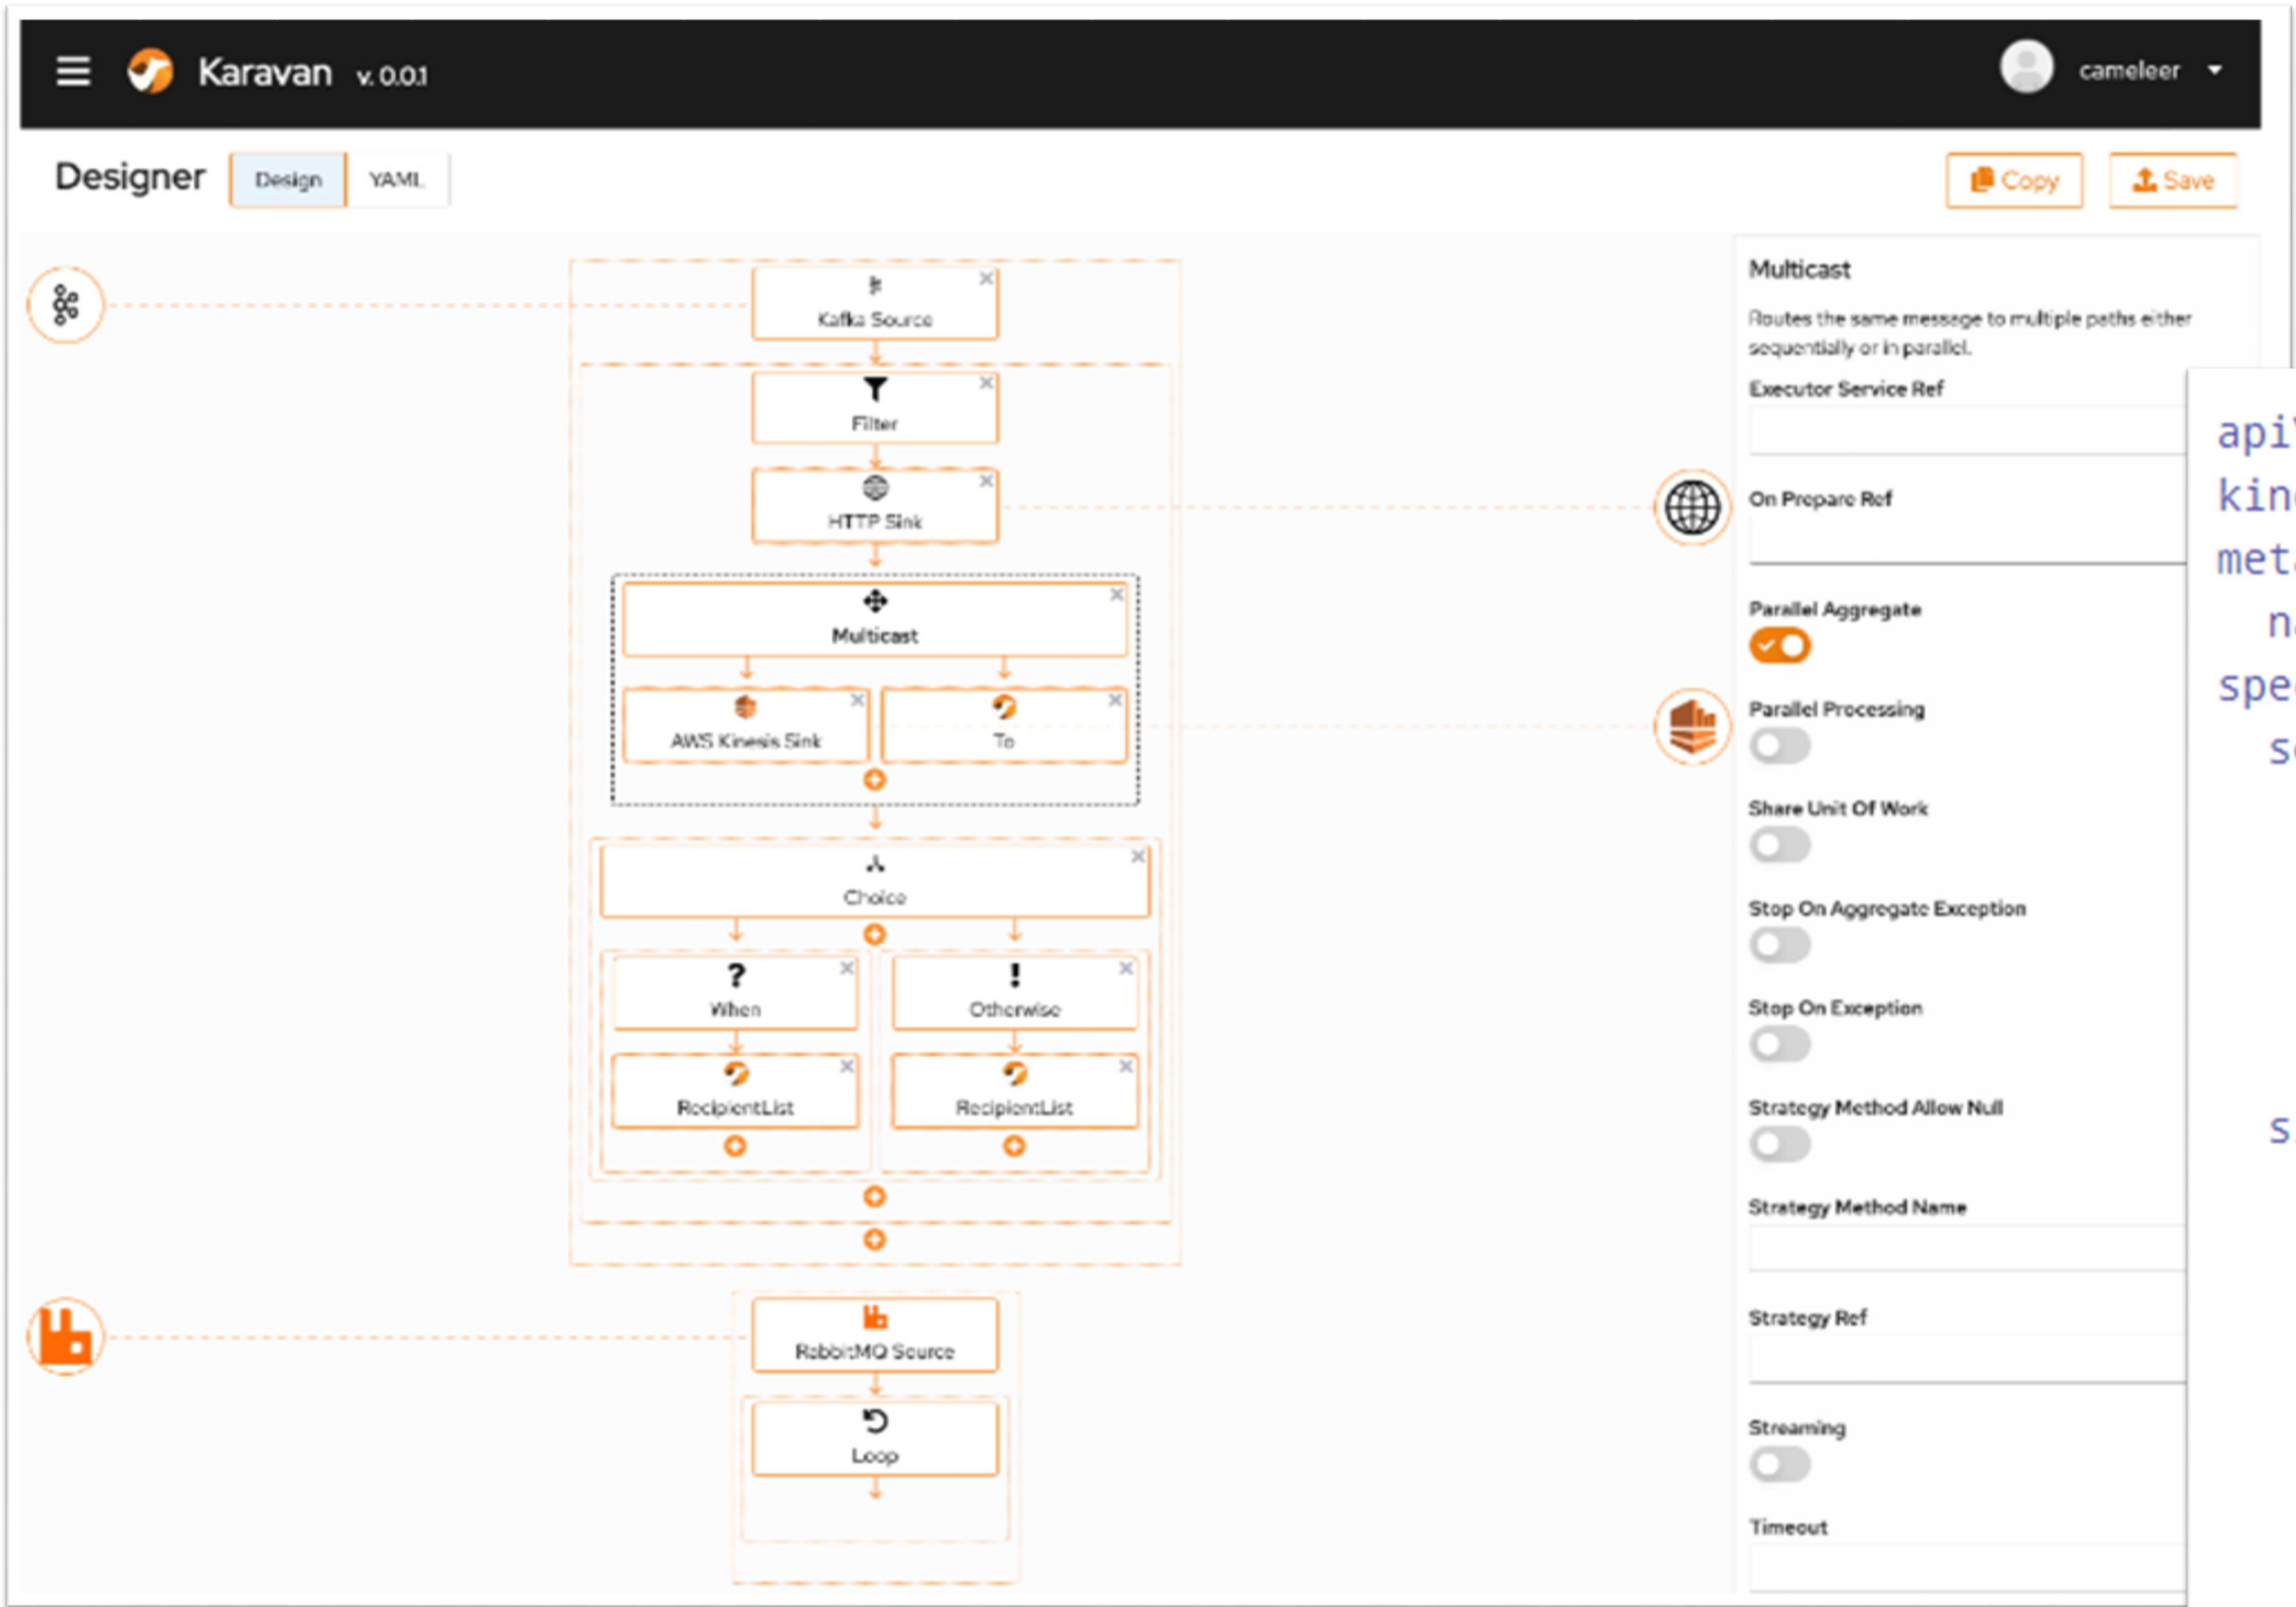 Karavan v. 0.0.1
cameleer
Designer
Design
YAML
Copy
Save
Kafka Source
Filter
HTTP Sink
Multicast
AWS Kinesis Sink
To
Choice
?
When
!
Otherwise
RecipientList
RecipientList
RabbitMQ Source
Loop
Multicast
Routes the same message to multiple paths either
sequentially or in parallel.
Executor Service Ref
On Prepare Ref
Parallel Aggregate
Parallel Processing
Share Unit Of Work
Stop On Aggregate Exception
Stop On Exception
Strategy Method Allow Null
Strategy Method Name
Strategy Ref
Streaming
Timeout